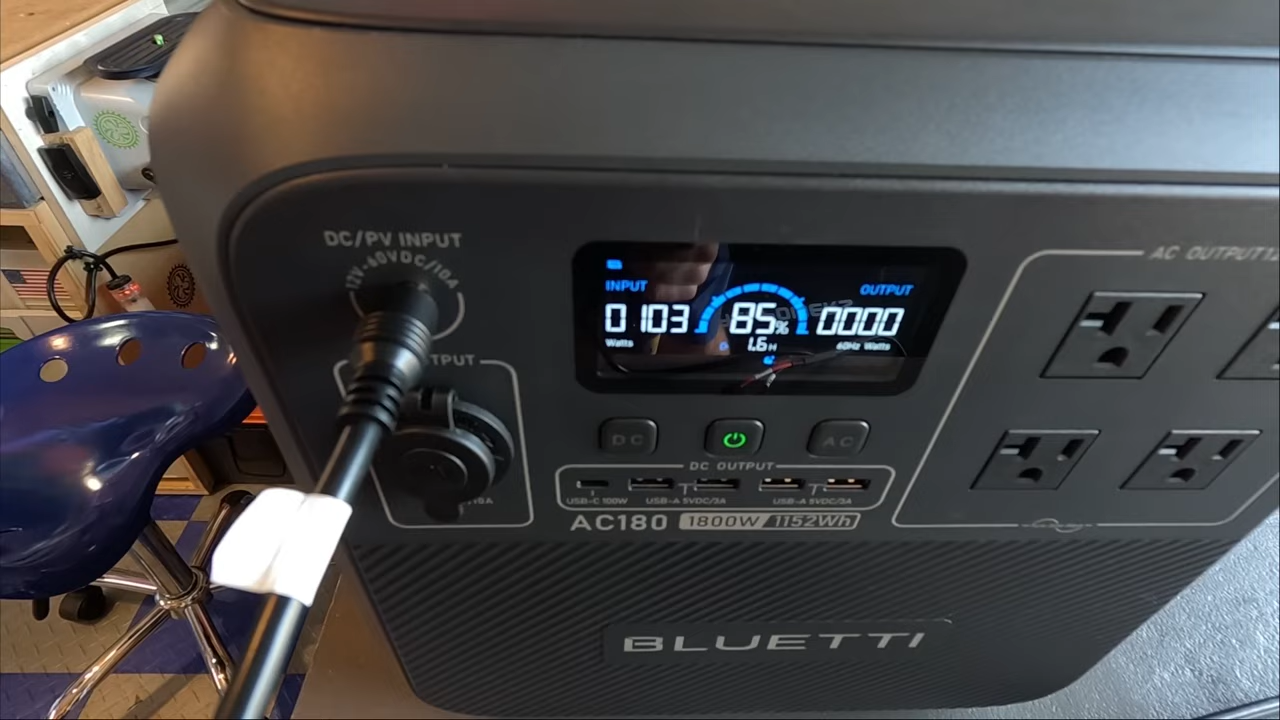 DC/PV INPUT
12V-60VDC/10A
INPUT
OUTPUT
0103
85%
0000
Watts
1.6H
60Hz Watts
DC
AC
DC OUTPUT
USB-C 100W
USB-A 5VDC/3A
USB-A 5VDC/3A
AC180 1800W/1152Wh
AC OUTPUT
BLUETTI